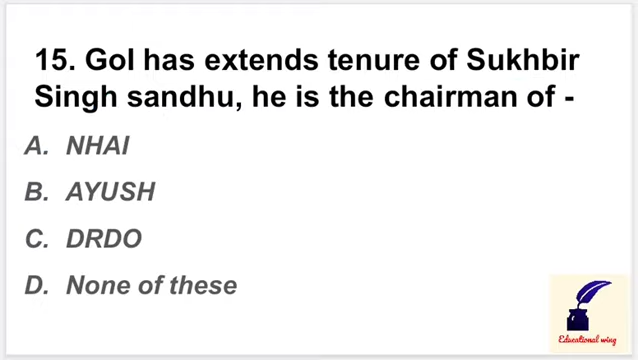 15. GoI has extends tenure of Sukhbir
Singh sandhu, he is the chairman of -
A. NHAI
B. AYUSH
C. DRDO
D. None of these
Educational wing